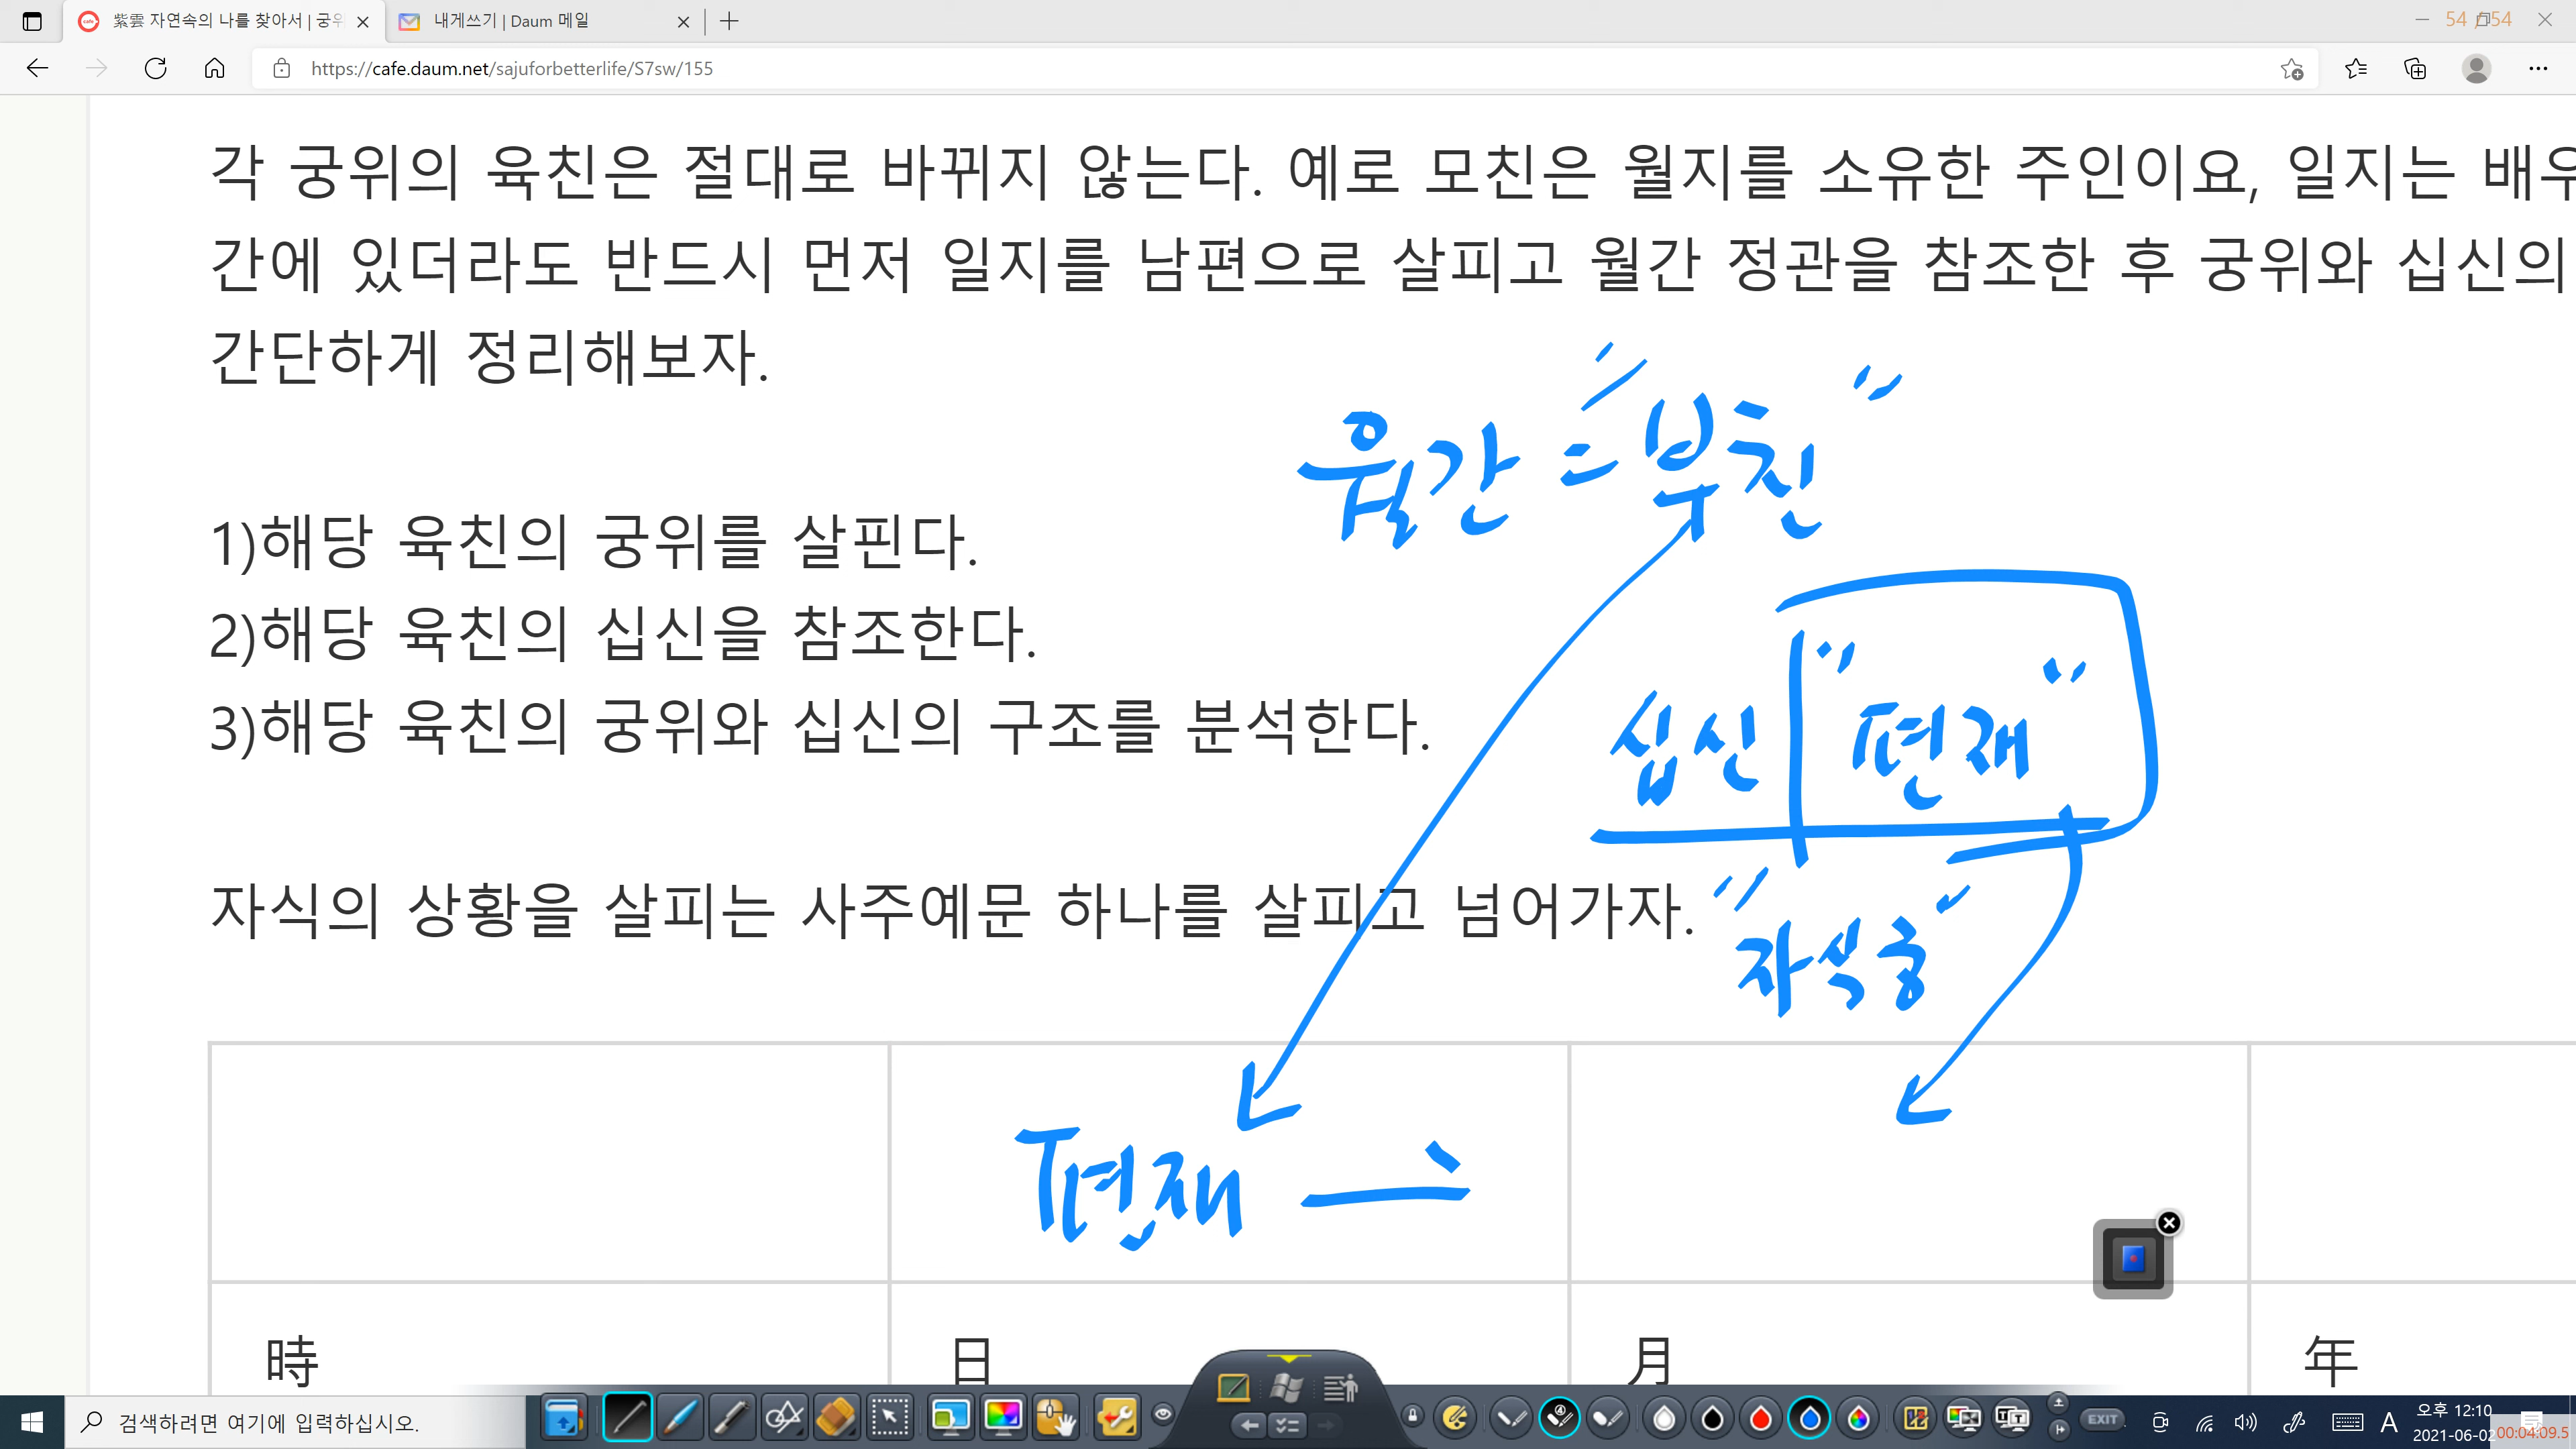 紫雲 자연속의 나를 찾아서 | 궁위
내게쓰기 | Daum 메일
54 / 54
https://cafe.daum.net/sajuforbetterlife/S7sw/155
각 궁위의 육친은 절대로 바뀌지 않는다. 예로 모친은 월지를 소유한 주인이요, 일지는 배우
간에 있더라도 반드시 먼저 일지를 남편으로 살피고 월간 정관을 참조한 후 궁위와 십신의
간단하게 정리해보자.
월간 = "부친"
1)해당 육친의 궁위를 살핀다.
2)해당 육친의 십신을 참조한다.
3)해당 육친의 궁위와 십신의 구조를 분석한다.
십신 "편재"
자식의 상황을 살피는 사주예문 하나를 살피고 넘어가자.
"자식궁"
편재
時 日 月 年
검색하려면 여기에 입력하십시오.
EXIT
A
오후 12:10
2021-06-02
00:04:09.5